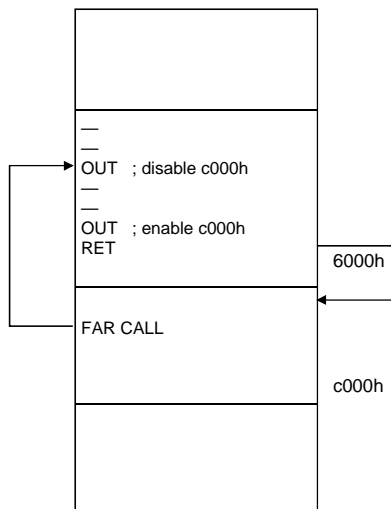 —
—
OUT ; disable c000h
—
—
OUT ; enable c000h
RET
6000h
FAR CALL
c000h